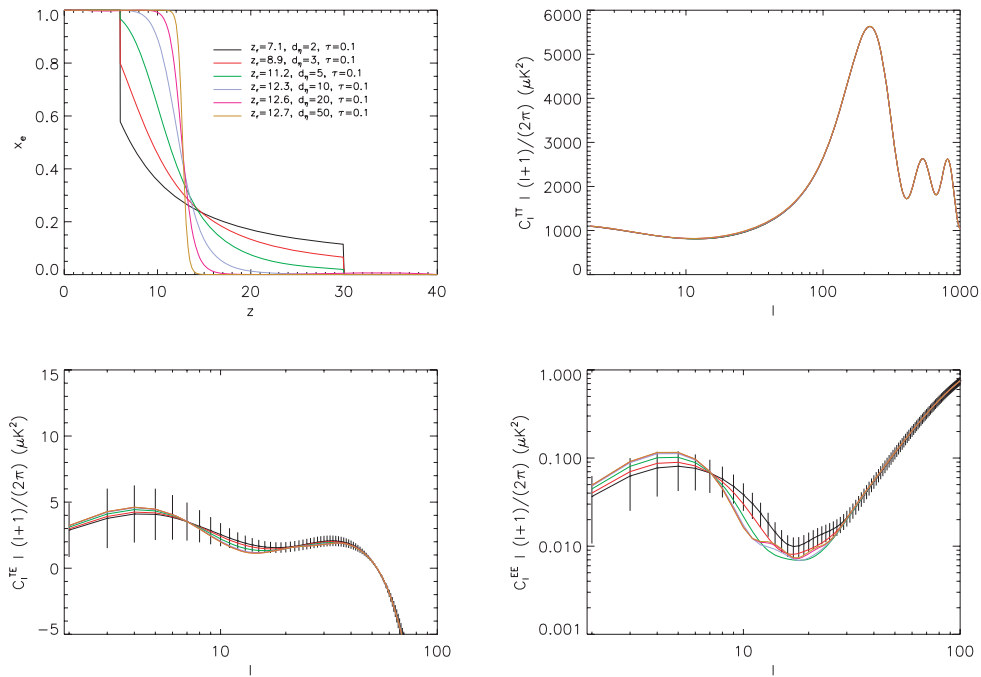 1.0
0.8
0.6
0.4
0.2
0.0
x_e
z_r=7.1, d_η=2, τ=0.1
z_r=8.9, d_η=3, τ=0.1
z_r=11.2, d_η=5, τ=0.1
z_r=12.3, d_η=10, τ=0.1
z_r=12.6, d_η=20, τ=0.1
z_r=12.7, d_η=50, τ=0.1
0 10 20 30 40
z
6000
5000
4000
3000
2000
1000
0
C_l^TT l (l+1)/(2π) (μK²)
10 100 1000
l
15
10
5
0
-5
C_l^TE l (l+1)/(2π) (μK²)
10 100
l
1.000
0.100
0.010
0.001
C_l^EE l (l+1)/(2π) (μK²)
10 100
l